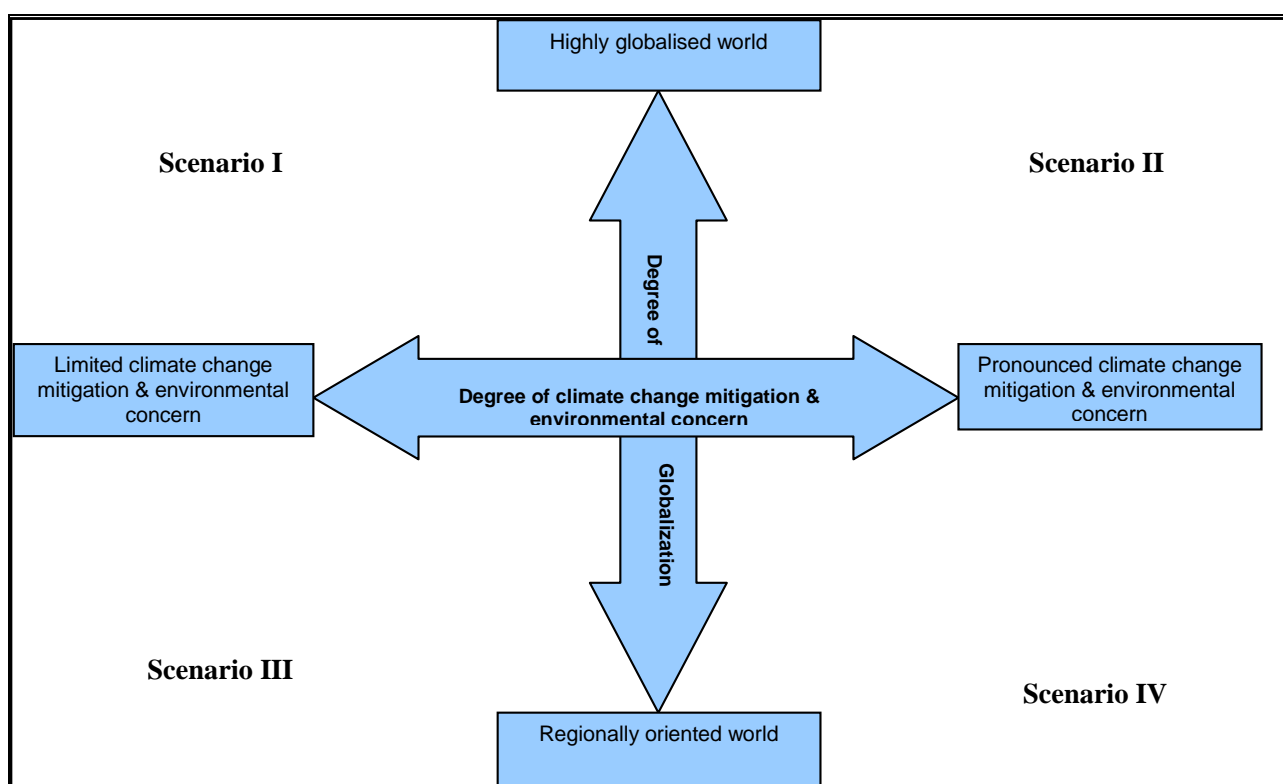 Highly globalised world
Scenario I
Scenario II
Degree of
Limited climate change
mitigation & environmental
concern
Degree of climate change mitigation &
environmental concern
Pronounced climate change
mitigation & environmental
concern
Globalization
Scenario III
Scenario IV
Regionally oriented world